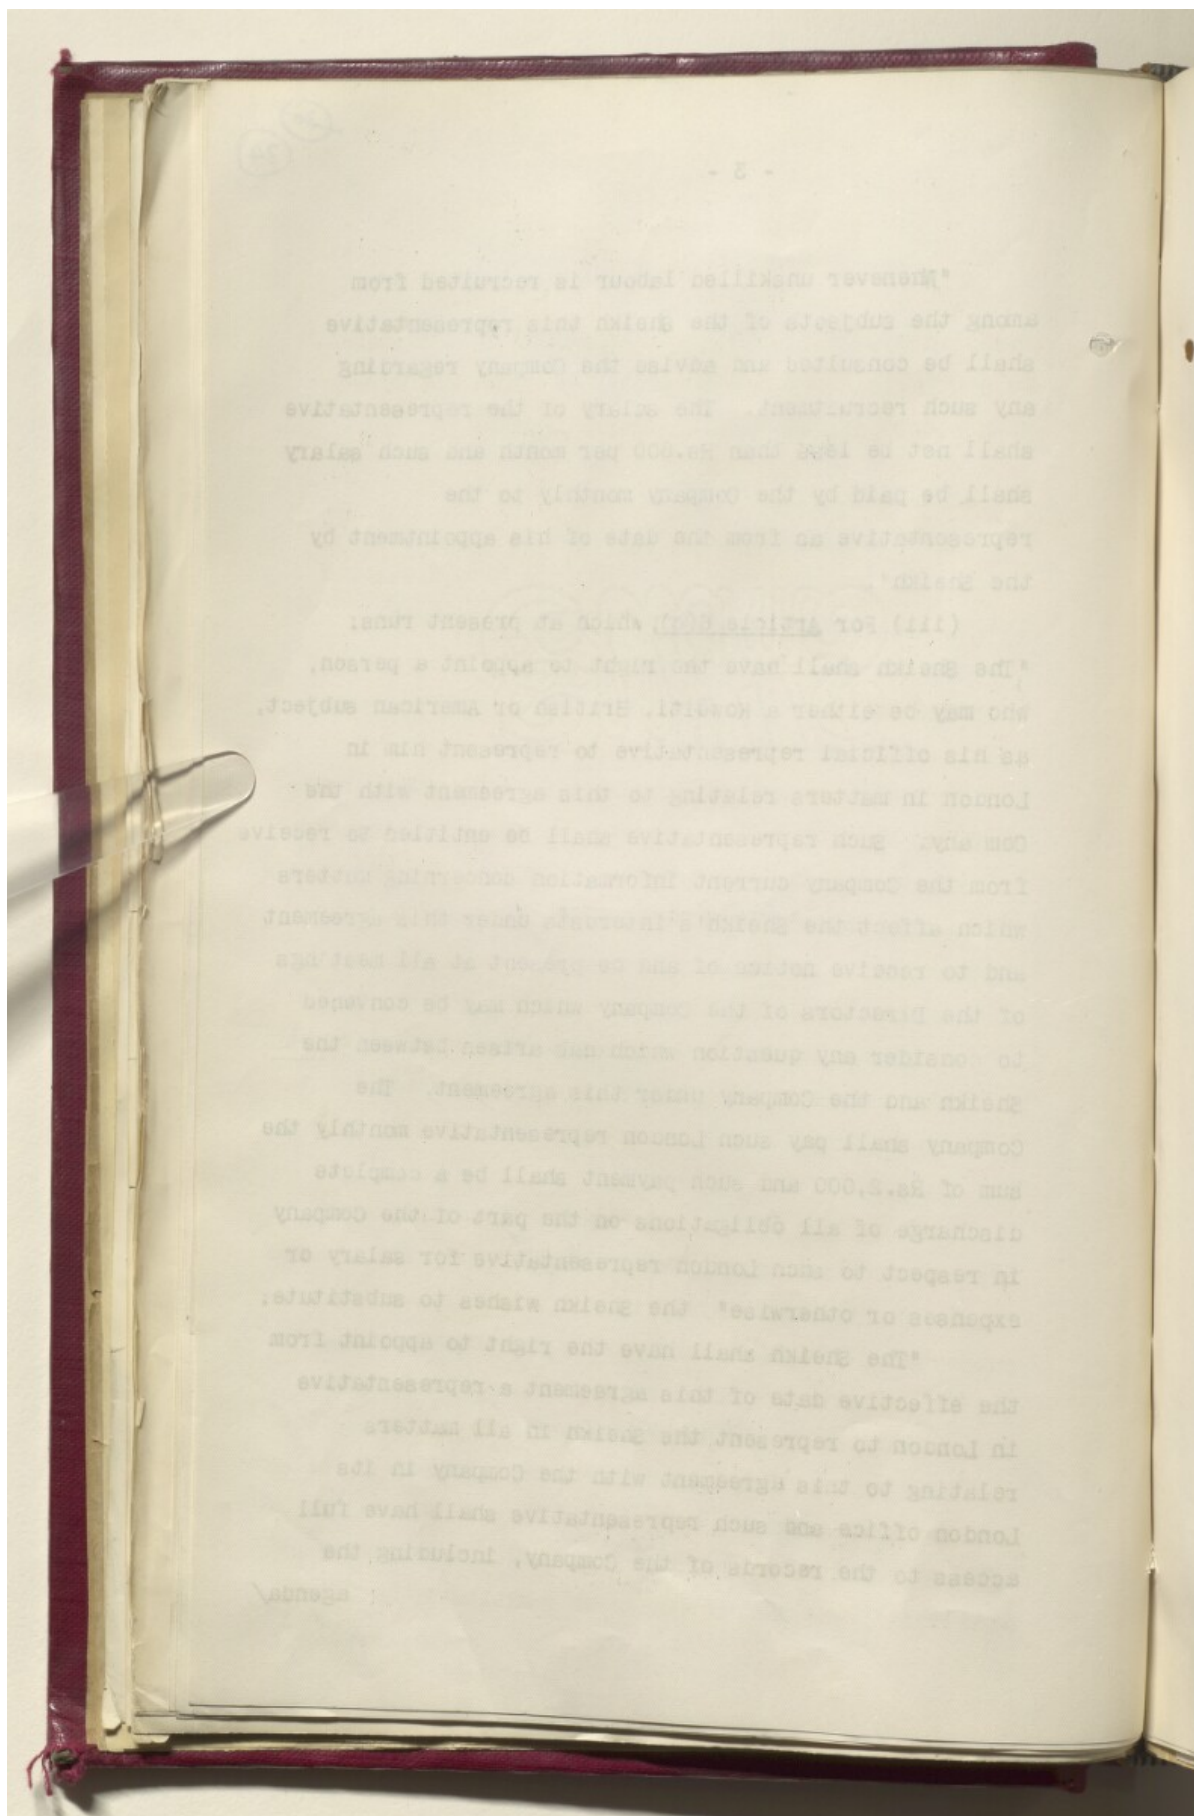 - 3 -
"Whenever unskilled labour is recruited from
among the subjects of the Sheikh this representative
shall be consulted and advise the Company regarding
any such recruitment. The salary of the representative
shall not be less than Rs.800 per month and such salary
shall be paid by the Company monthly to the
representative as from the date of his appointment by
the Sheikh".
(iii) For Article which at present runs:
"The Sheikh shall have the right to appoint a person,
who may be either a Kowaiti, British or American subject,
as his official representative to represent him in
London in matters relating to this agreement with the
Company. Such representative shall be entitled to receive
from the Company current information concerning matters
which affect the Sheikh's interests under this agreement
and to receive notice of and be present at all meetings
of the Directors of the Company which may be convened
to consider any question which has arisen between the
Sheikh and the Company under this agreement. The
Company shall pay such London representative monthly the
sum of Rs.2,000 and such payment shall be a complete
discharge of all obligations on the part of the Company
in respect to such London representative for salary or
expenses or otherwise" the Sheikh wishes to substitute:
"The Sheikh shall have the right to appoint from
the effective date of this agreement a representative
in London to represent the Sheikh in all matters
relating to this agreement with the Company in its
London office and such representative shall have full
access to the records of the Company, including the
agenda/